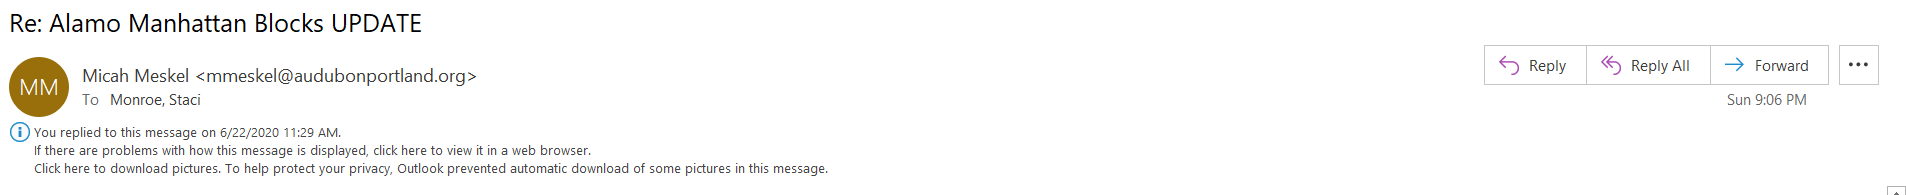 Re: Alamo Manhattan Blocks UPDATE
MM
Micah Meskel <mmeskel@audubonportland.org>
To Monroe, Staci
Reply
Reply All
Forward
Sun 9:06 PM
You replied to this message on 6/22/2020 11:29 AM.
If there are problems with how this message is displayed, click here to view it in a web browser.
Click here to download pictures. To help protect your privacy, Outlook prevented automatic download of some pictures in this message.